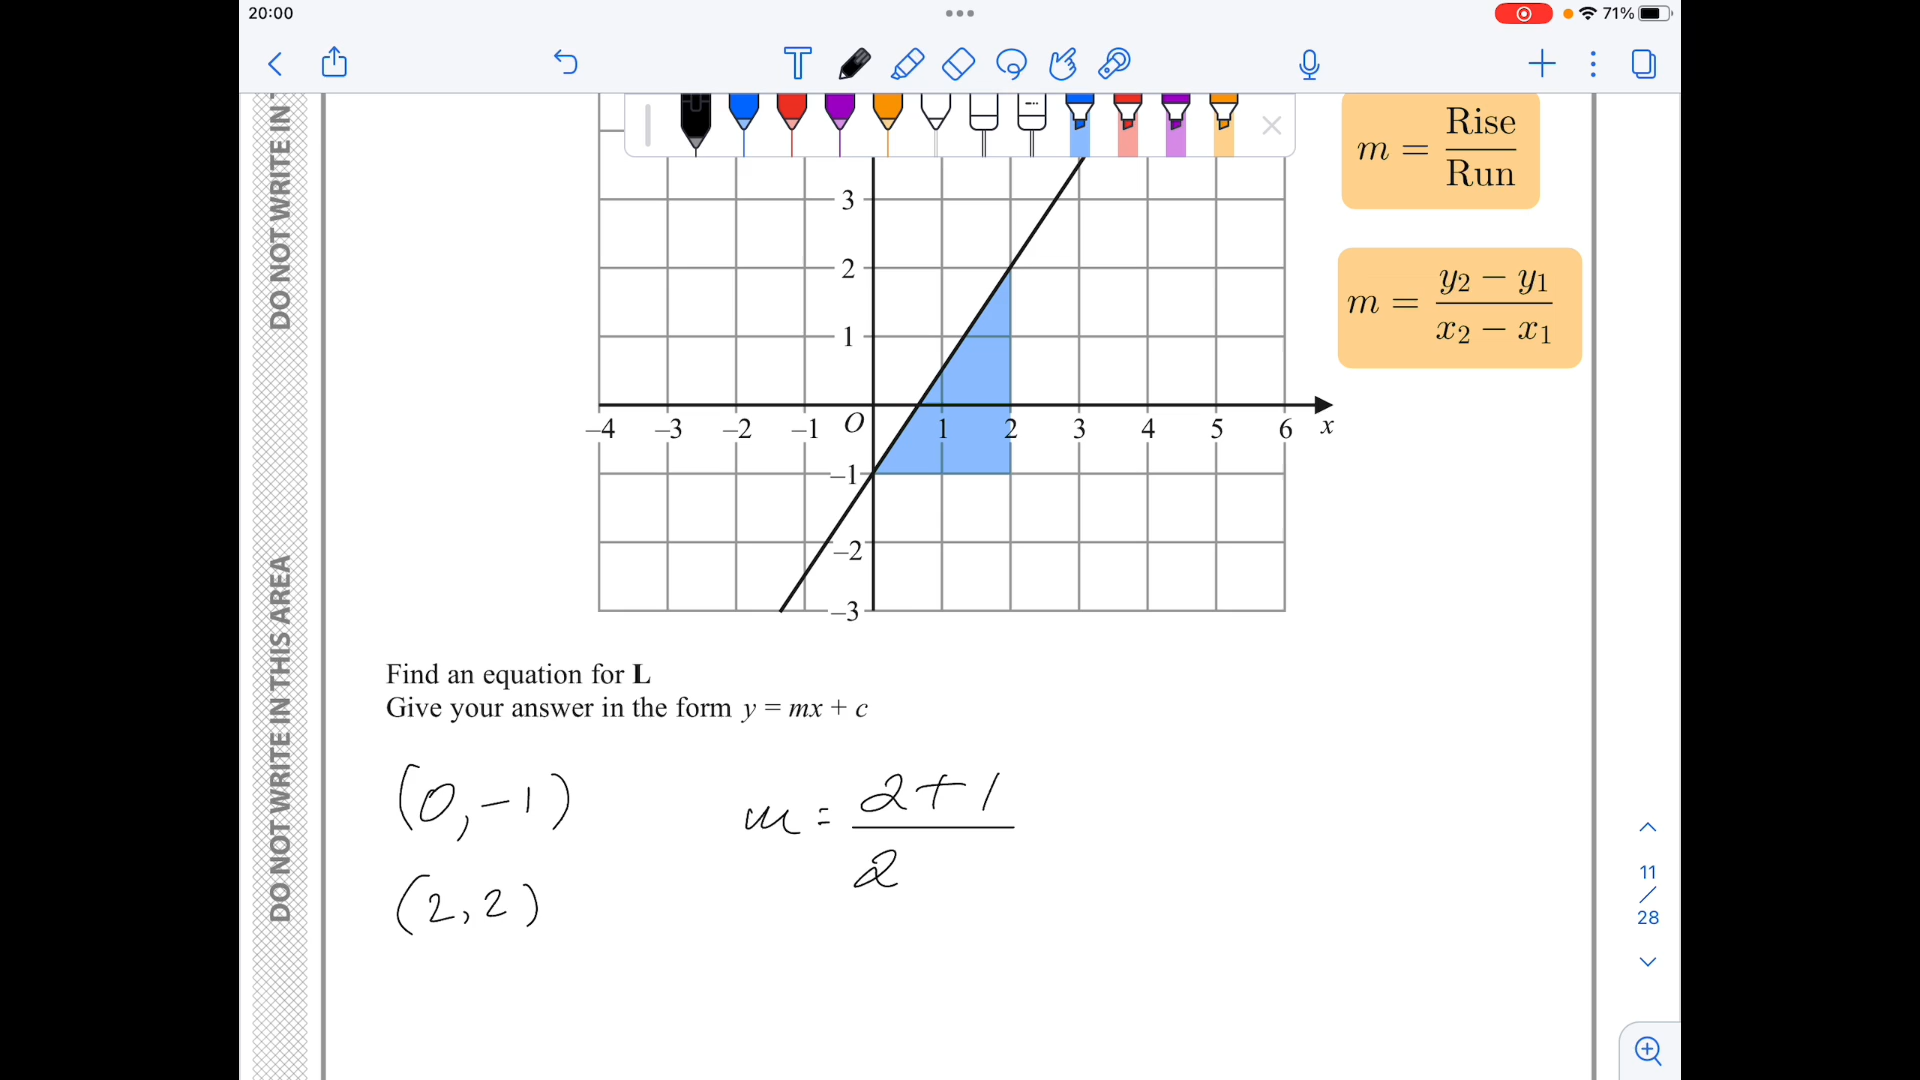 20:00
71%
DO NOT WRITE IN
m = Rise
Run
m = y2 − y1
x2 − x1
3
2
1
–4 –3 –2 –1 O 1 2 3 4 5 6 x
–1
–2
–3
DO NOT WRITE IN THIS AREA
Find an equation for L
Give your answer in the form y = mx + c
(0,-1)
m = 2+1
2
(2,2)
11
/
28